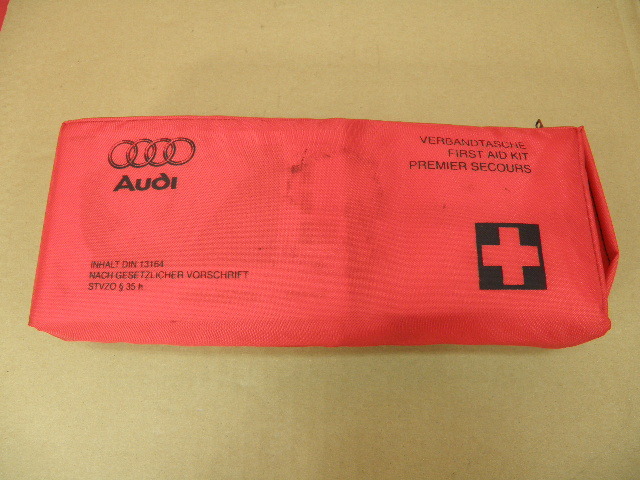 Audi
VERBANDTASCHE
FIRST AID KIT
PREMIER SECOURS
INHALT DIN 13164
NACH GESETZLICHER VORSCHRIFT
STVZO § 35 h